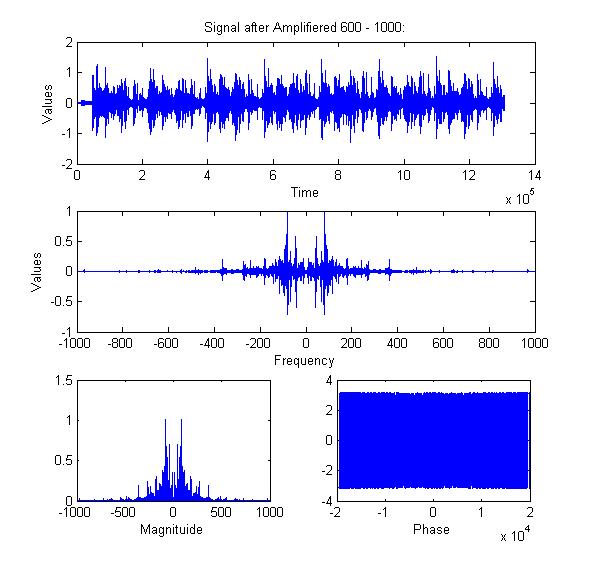 Signal after Amplifiered 600 - 1000:
2
1
0
-1
-2
Values
0 2 4 6 8 10 12 14
Time
x 10^5
1
0.5
0
-0.5
-1
Values
-1000 -800 -600 -400 -200 0 200 400 600 800 1000
Frequency
1.5
1
0.5
0
-1000 -500 0 500 1000
Magnituide
4
2
0
-2
-4
-2 -1 0 1 2
Phase
x 10^4